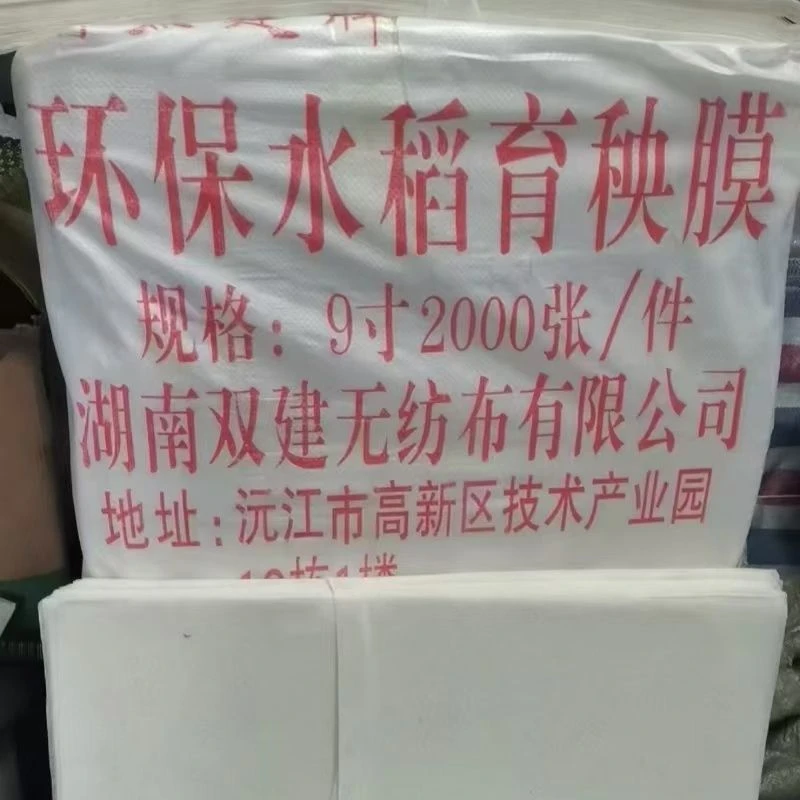 环保水稻育秧膜
规格：9寸2000张/件
湖南双建无纺布有限公司
地址：沅江市高新区技术产业园